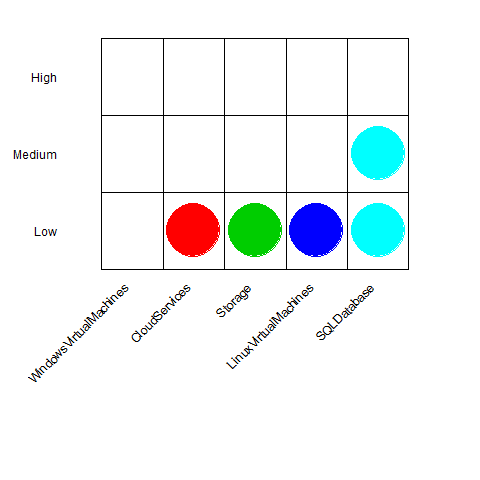 High
Medium
Low
WindowsVirtualMachines
CloudServices
Storage
LinuxVirtualMachines
SQLDatabase